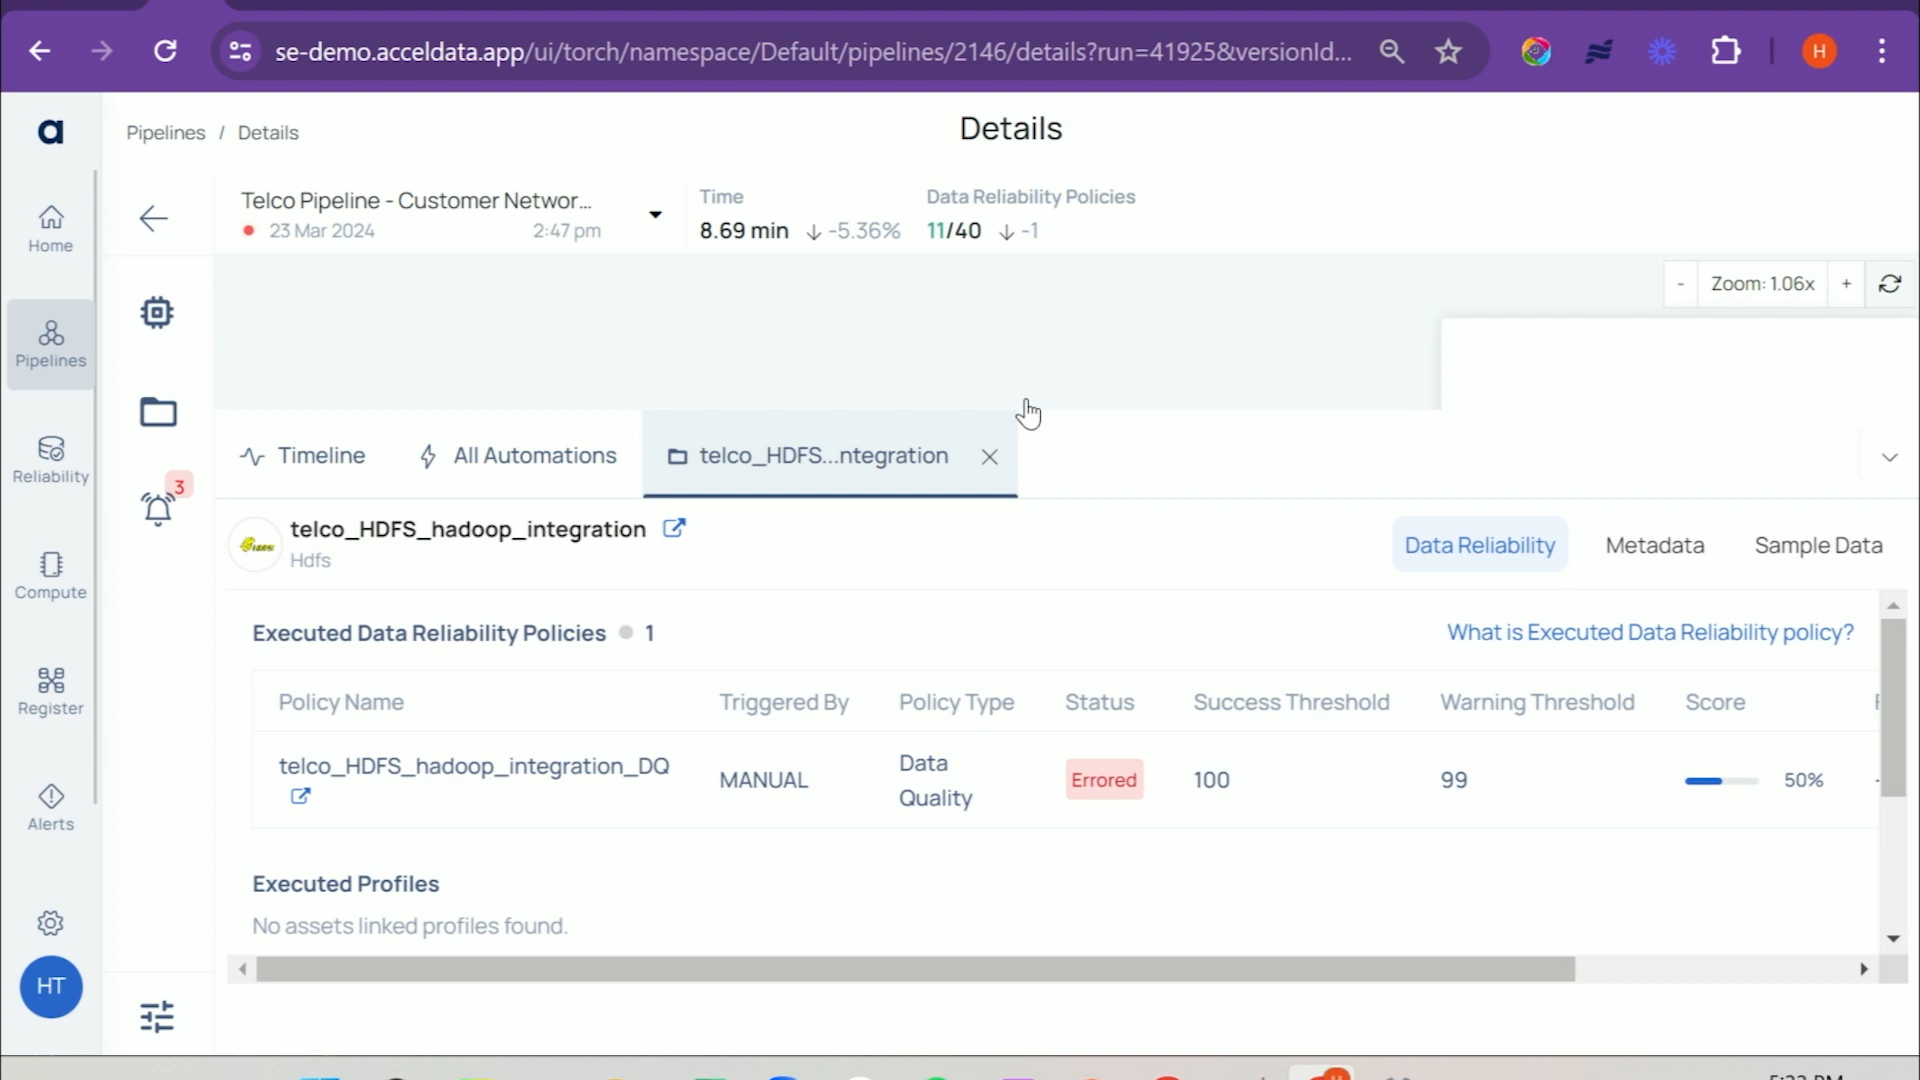 se-demo.acceldata.app/ui/torch/namespace/Default/pipelines/2146/details?run=41925&versionId...
H
a
Pipelines / Details
Details
Telco Pipeline - Customer Networ...
23 Mar 2024 2:47 pm
Time
8.69 min -5.36%
Data Reliability Policies
11/40 -1
- Zoom: 1.06x +
Home
Pipelines
Reliability
Compute
Register
Alerts
HT
3
Timeline
All Automations
telco_HDFS...ntegration
telco_HDFS_hadoop_integration
Hdfs
Data Reliability
Metadata
Sample Data
Executed Data Reliability Policies 1
What is Executed Data Reliability policy?
Policy Name Triggered By Policy Type Status Success Threshold Warning Threshold Score
telco_HDFS_hadoop_integration_DQ MANUAL Data Quality Errored 100 99 50%
Executed Profiles
No assets linked profiles found.